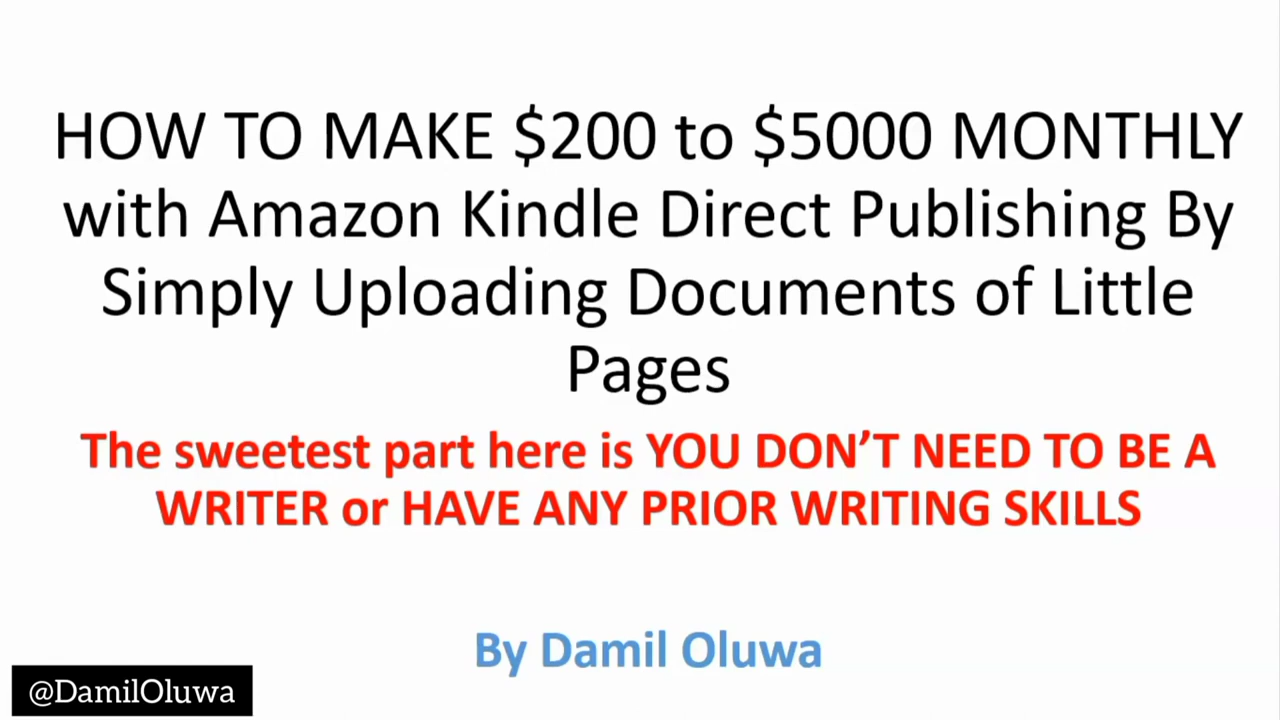 HOW TO MAKE $200 to $5000 MONTHLY
with Amazon Kindle Direct Publishing By
Simply Uploading Documents of Little
Pages
The sweetest part here is YOU DON’T NEED TO BE A
WRITER or HAVE ANY PRIOR WRITING SKILLS
By Damil Oluwa
@DamilOluwa